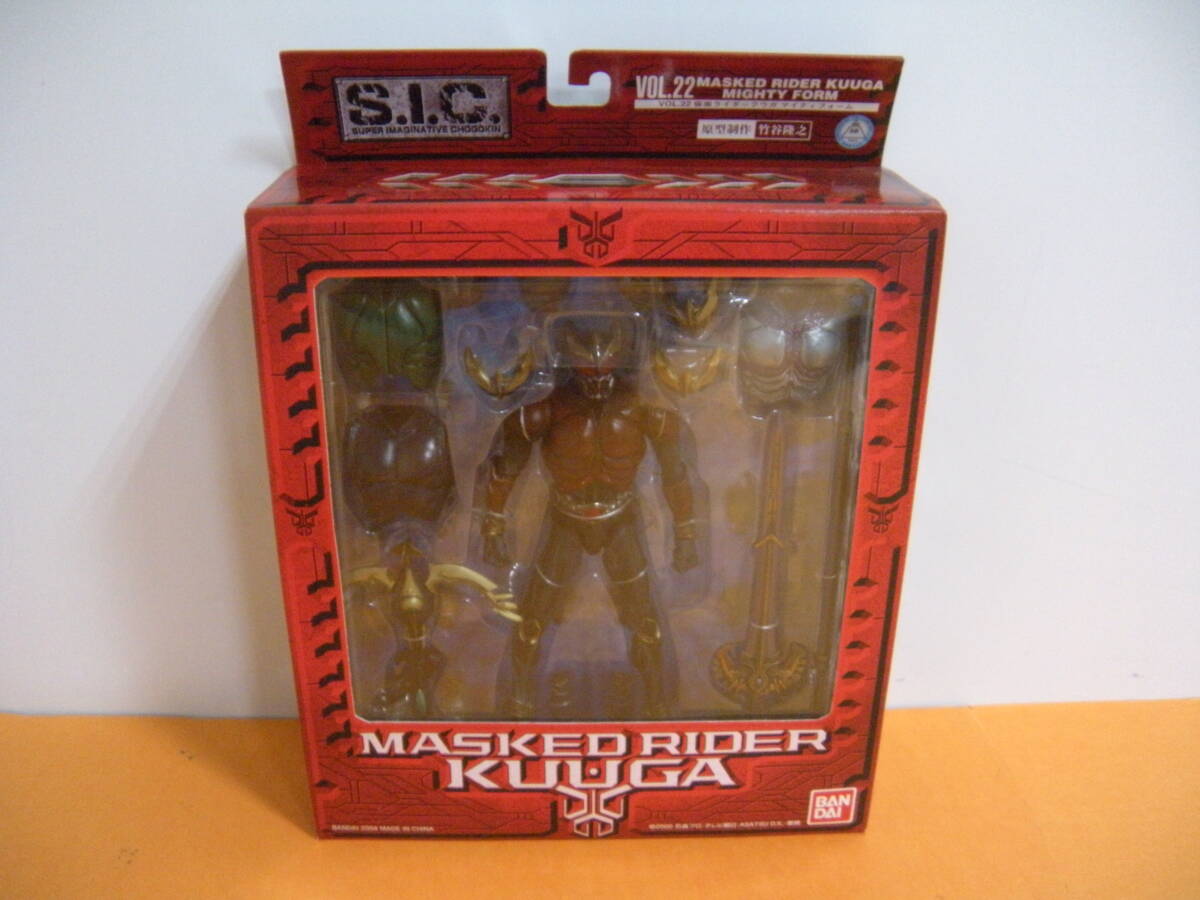 S.I.C.
SUPER IMAGINATIVE CHOGOKIN
VOL.22 MASKED RIDER KUUGA
MIGHTY FORM
VOL.22 仮面ライダークウガ マイティフォーム
原型制作 竹谷隆之
MASKED RIDER
KUUGA
BAN
DAI
BANDAI 2004 MADE IN CHINA